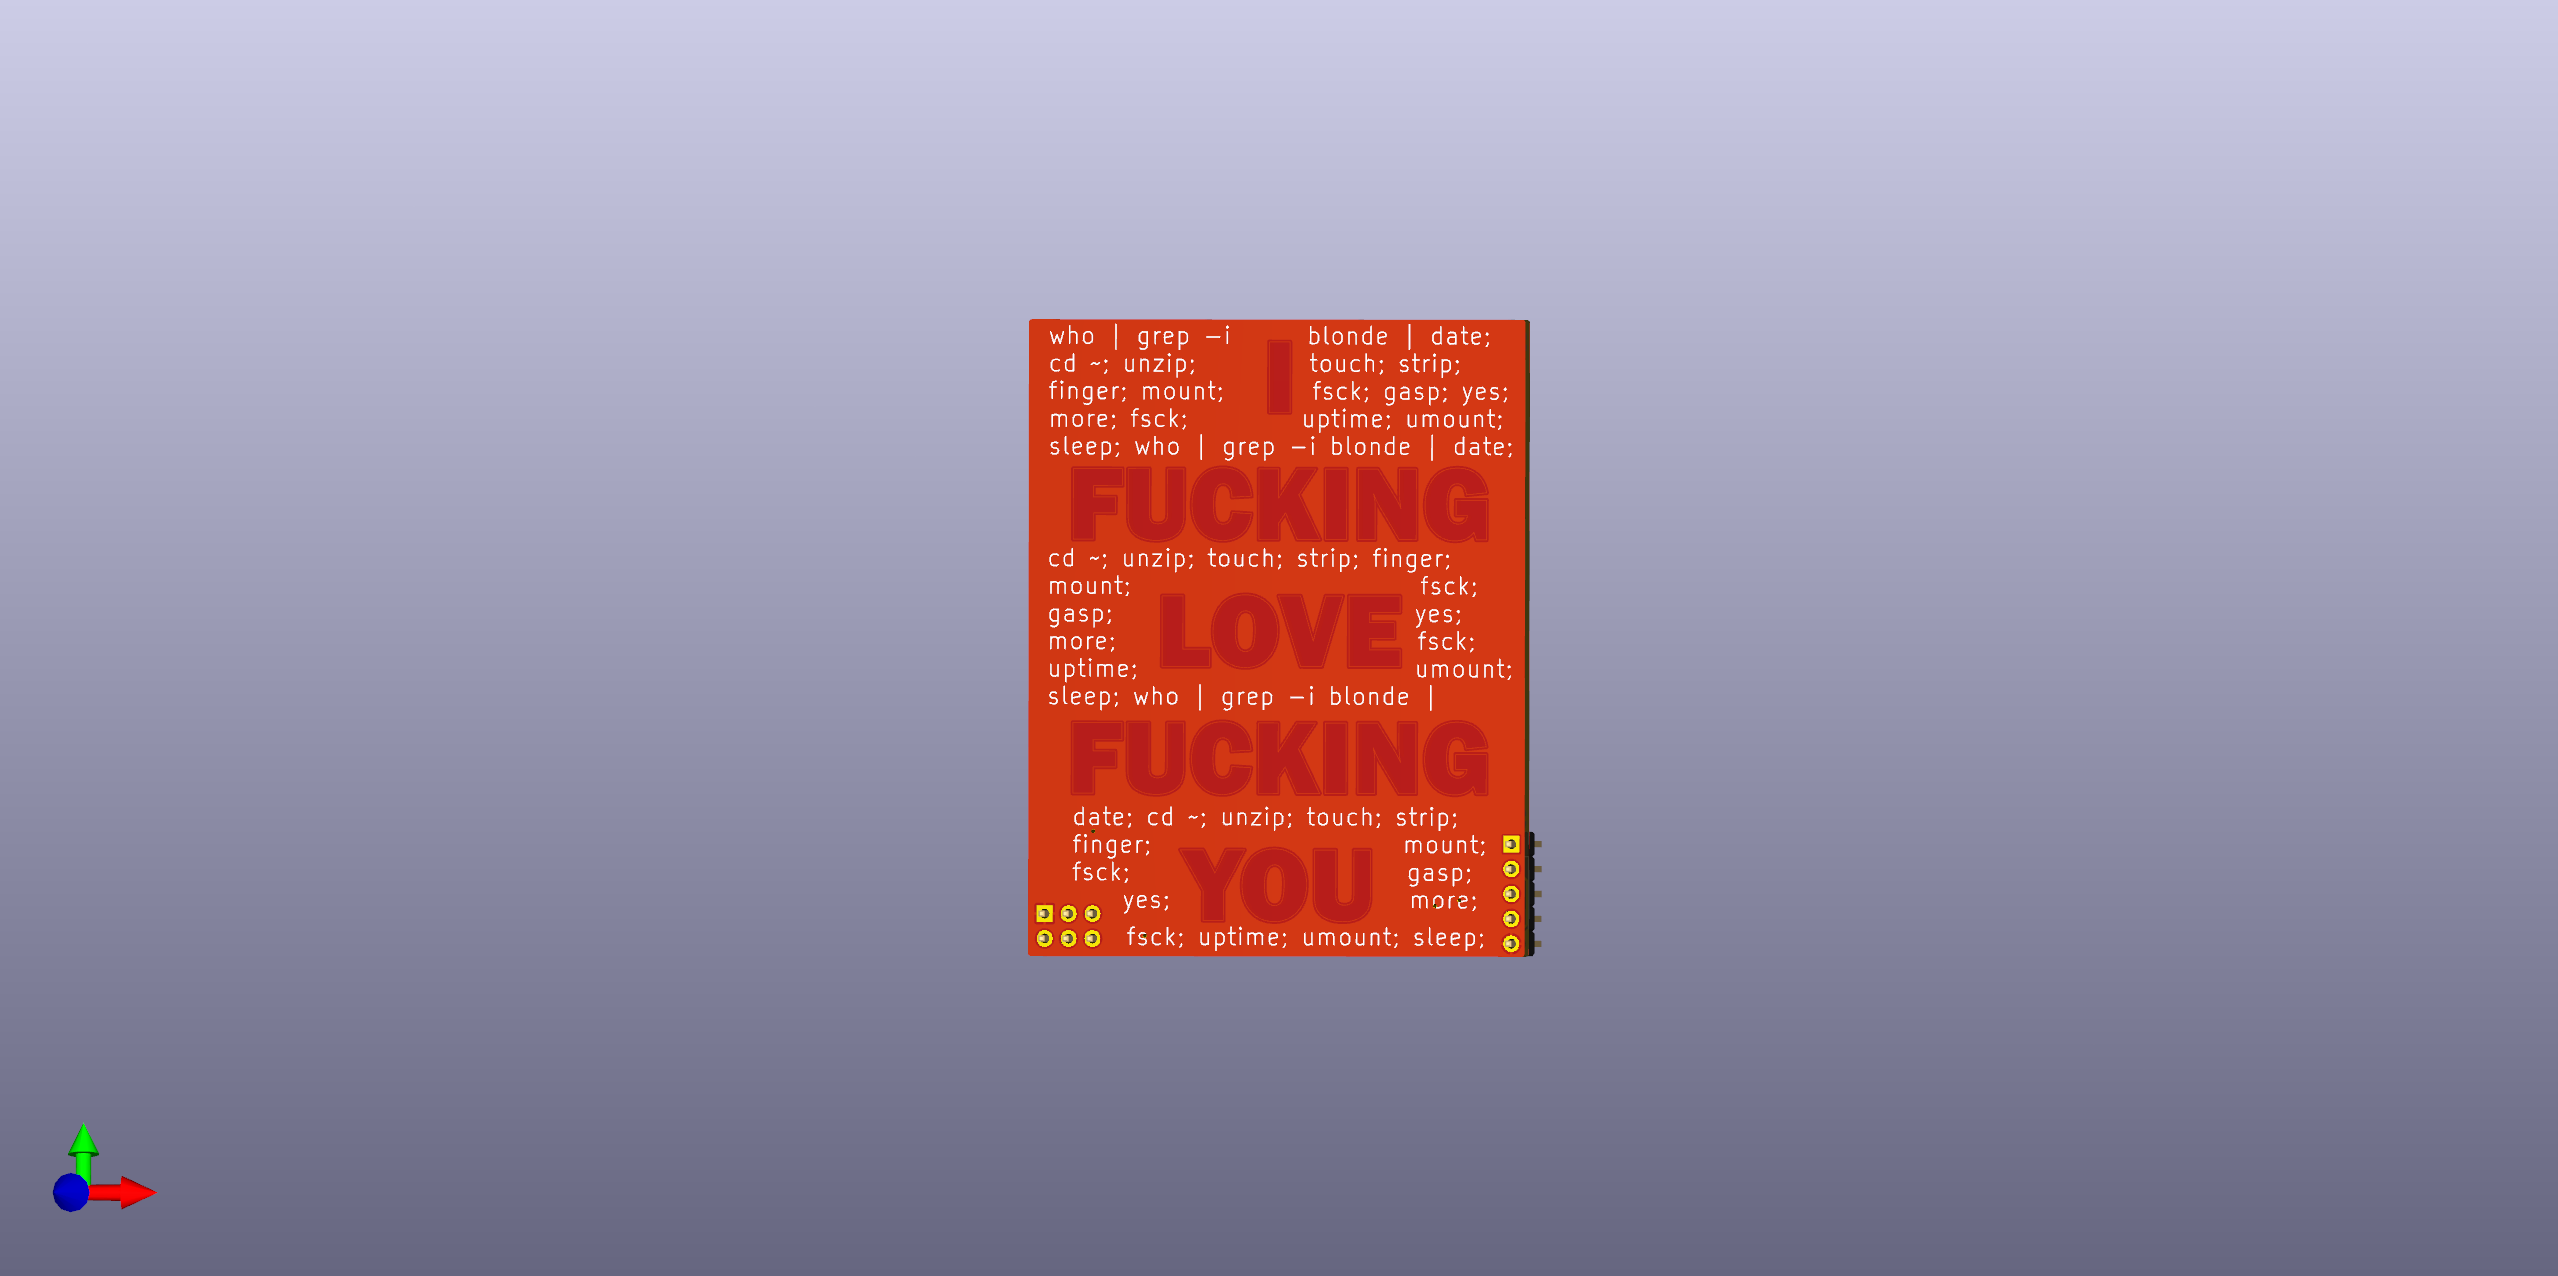 who | grep -i blonde | date;
cd ~; unzip; touch; strip;
I
finger; mount; fsck; gasp; yes;
more; fsck; uptime; umount;
sleep; who | grep -i blonde | date;
FUCKING
cd ~; unzip; touch; strip; finger;
mount; fsck;
gasp; yes;
LOVE
more; fsck;
uptime; umount;
sleep; who | grep -i blonde |
FUCKING
date; cd ~; unzip; touch; strip;
finger; mount;
fsck; gasp;
YOU
yes; more;
fsck; uptime; umount; sleep;